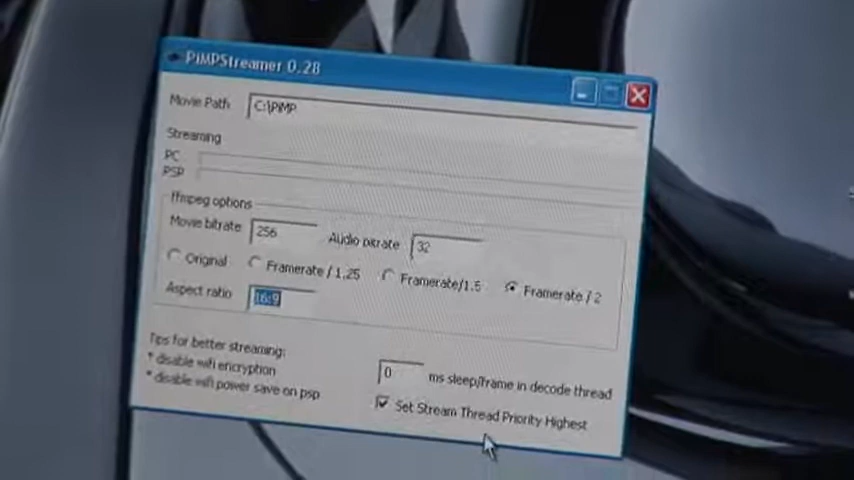 PiMPStreamer 0.28
Movie Path: C:\PiMP
Streaming
PC
PSP
ffmpeg options
Movie bitrate 256 Audio bitrate 32
Original Framerate / 1,25 Framerate/1.5 Framerate / 2
Aspect ratio 16:9
Tips for better streaming:
* disable wifi encryption
* disable wifi power save on psp
0 ms sleep/frame in decode thread
Set Stream Thread Priority Highest